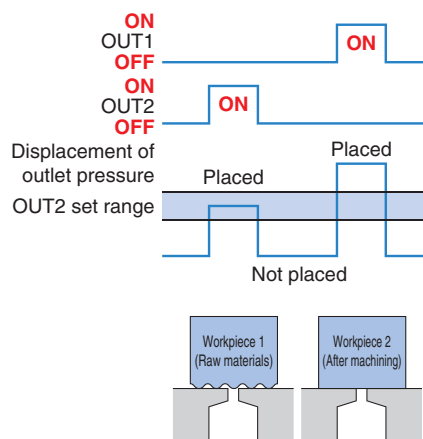 ON
OUT1
OFF
ON
ON
OUT2
OFF
ON
Displacement of
outlet pressure
Placed
Placed
OUT2 set range
Not placed
Workpiece 1
(Raw materials)
Workpiece 2
(After machining)